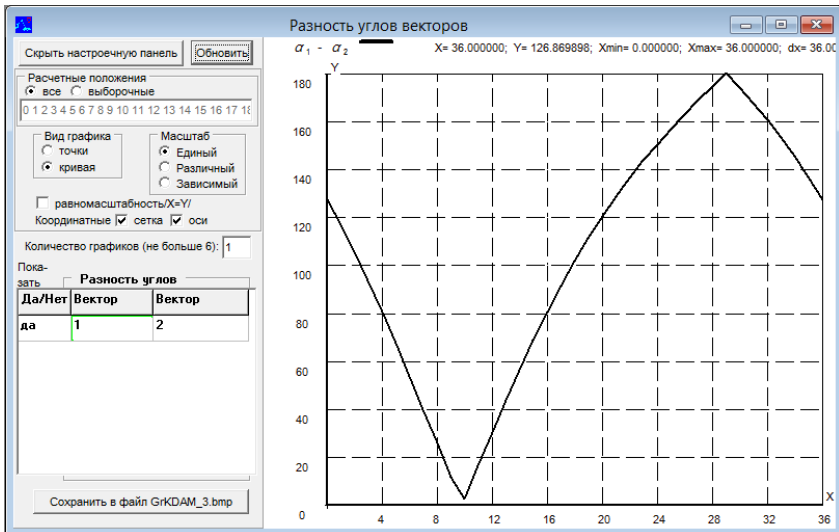 Разность углов векторов
Скрыть настроечную панель
Обновить
Расчетные положения
все выборочные
0 1 2 3 4 5 6 7 8 9 10 11 12 13 14 15 16 17 18
Вид графика
точки
кривая
Масштаб
Единый
Различный
Зависимый
равномасштабность/X=Y/
Координатные сетка оси
Количество графиков (не больше 6): 1
Пока-
зать
Разность углов
Да/Нет Вектор Вектор
да 1 2
Сохранить в файл GrKDAM_3.bmp
α1 - α2
X= 36.000000; Y= 126.869898; Xmin= 0.000000; Xmax= 36.000000; dx= 36.00
Y
180
160
140
120
100
80
60
40
20
0
4 8 12 16 20 24 28 32 36
X